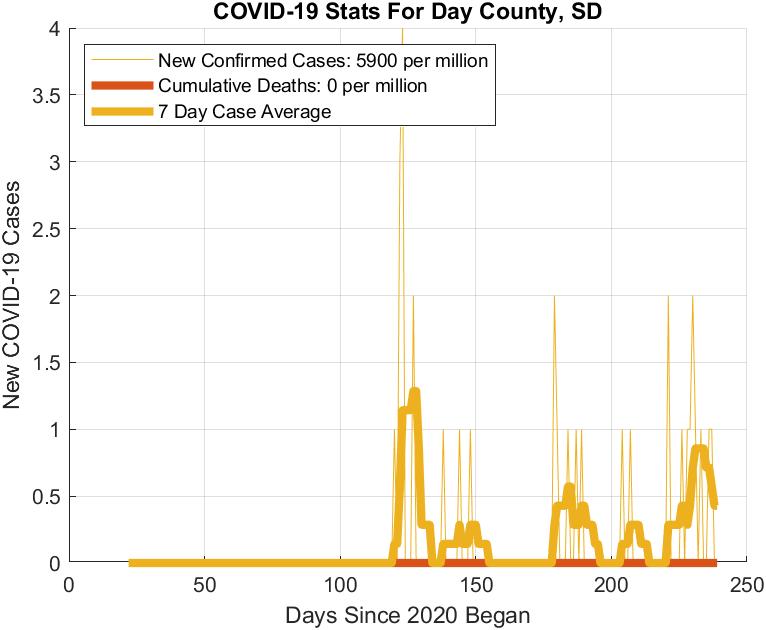 COVID-19 Stats For Day County, SD
New Confirmed Cases: 5900 per million
Cumulative Deaths: 0 per million
7 Day Case Average
New COVID-19 Cases
4
3.5
3
2.5
2
1.5
1
0.5
0
0 50 100 150 200 250
Days Since 2020 Began